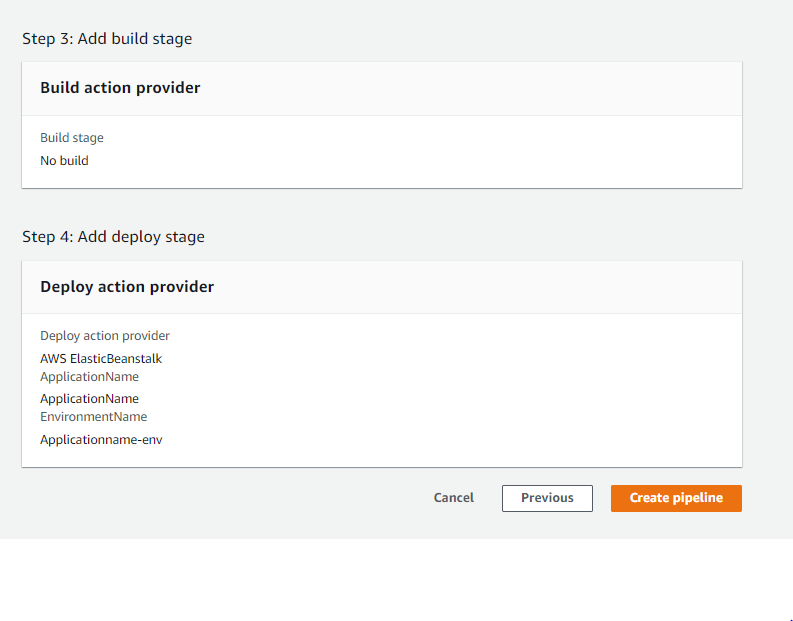 Step 3: Add build stage
Build action provider
Build stage
No build
Step 4: Add deploy stage
Deploy action provider
Deploy action provider
AWS ElasticBeanstalk
ApplicationName
ApplicationName
EnvironmentName
Applicationname-env
Cancel
Previous
Create pipeline